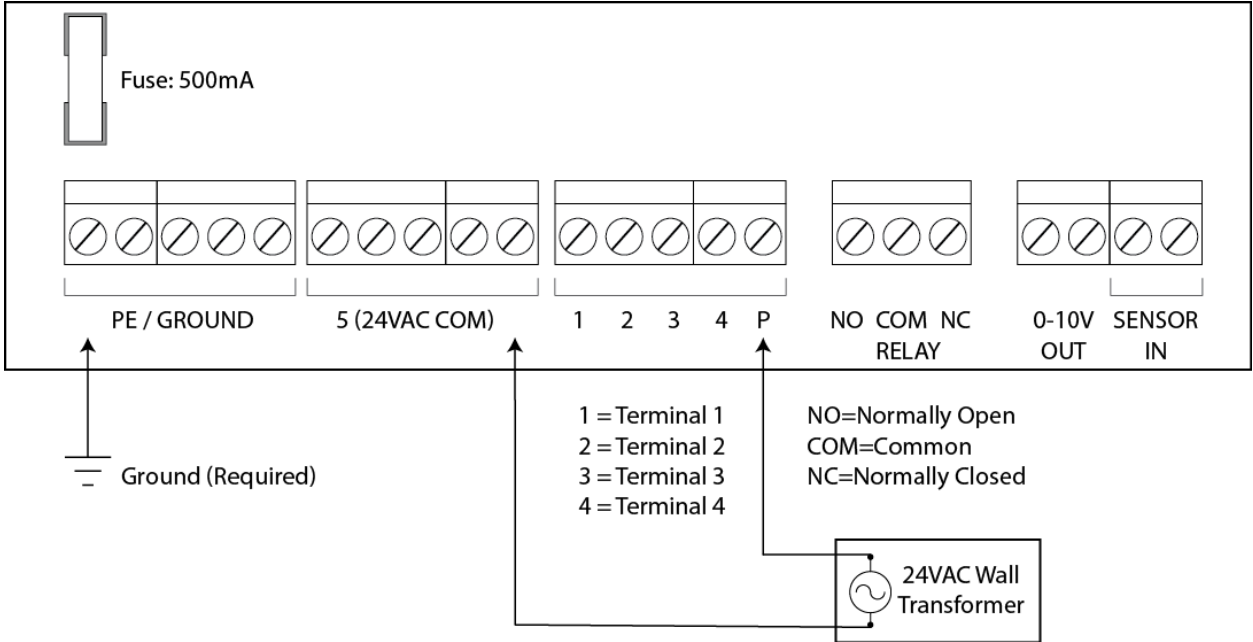 Fuse: 500mA
PE / GROUND
5 (24VAC COM)
1 2 3 4 P
NO COM NC
RELAY
0-10V
OUT
SENSOR
IN
Ground (Required)
1 = Terminal 1
2 = Terminal 2
3 = Terminal 3
4 = Terminal 4
NO=Normally Open
COM=Common
NC=Normally Closed
24VAC Wall
Transformer